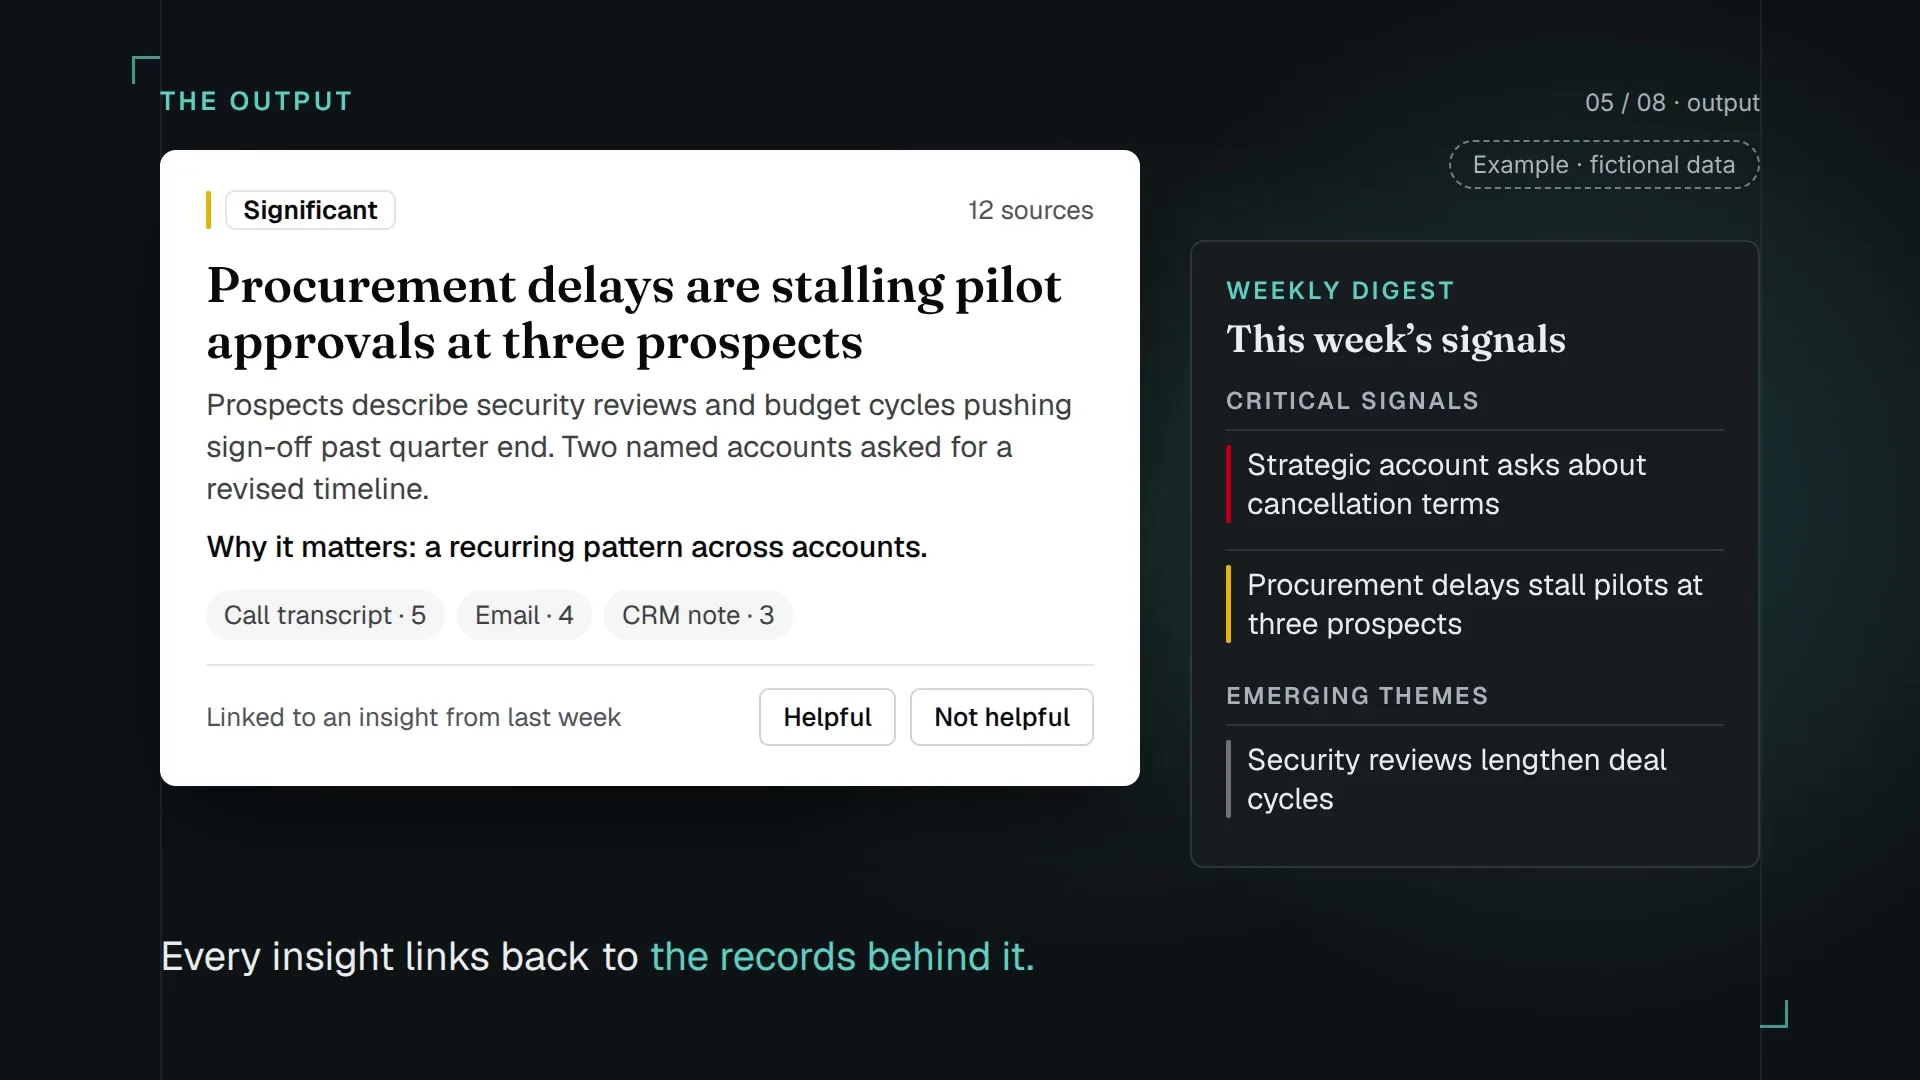 THE OUTPUT
05 / 08 · output
Example · fictional data
Significant
12 sources
Procurement delays are stalling pilot
approvals at three prospects
Prospects describe security reviews and budget cycles pushing
sign-off past quarter end. Two named accounts asked for a
revised timeline.
Why it matters: a recurring pattern across accounts.
Call transcript · 5
Email · 4
CRM note · 3
Linked to an insight from last week
Helpful
Not helpful
WEEKLY DIGEST
This week’s signals
CRITICAL SIGNALS
Strategic account asks about
cancellation terms
Procurement delays stall pilots at
three prospects
EMERGING THEMES
Security reviews lengthen deal
cycles
Every insight links back to the records behind it.